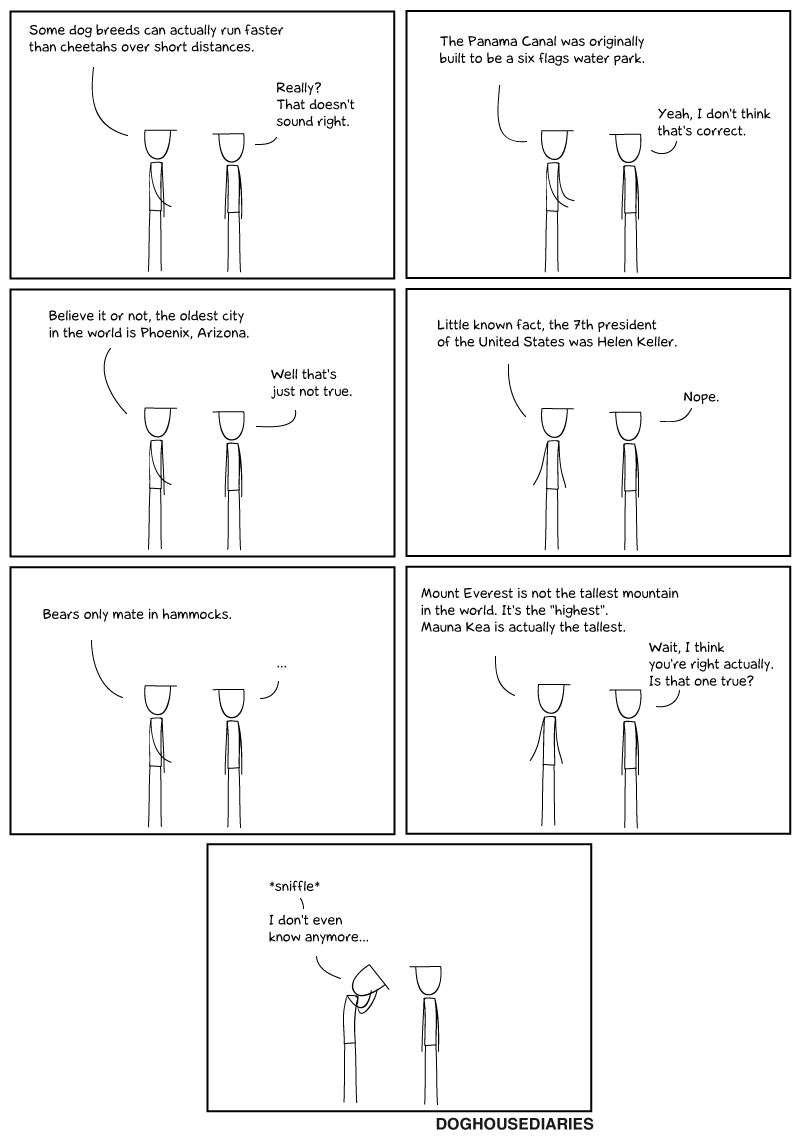 Some dog breeds can actually run faster
than cheetahs over short distances.
Really?
That doesn't
sound right.
The Panama Canal was originally
built to be a six flags water park.
Yeah, I don't think
that's correct.
Believe it or not, the oldest city
in the world is Phoenix, Arizona.
Well that's
just not true.
Little known fact, the 7th president
of the United States was Helen Keller.
Nope.
Bears only mate in hammocks.
...
Mount Everest is not the tallest mountain
in the world. It's the "highest".
Mauna Kea is actually the tallest.
Wait, I think
you're right actually.
Is that one true?
*sniffle*
I don't even
know anymore...
DOGHOUSEDIARIES